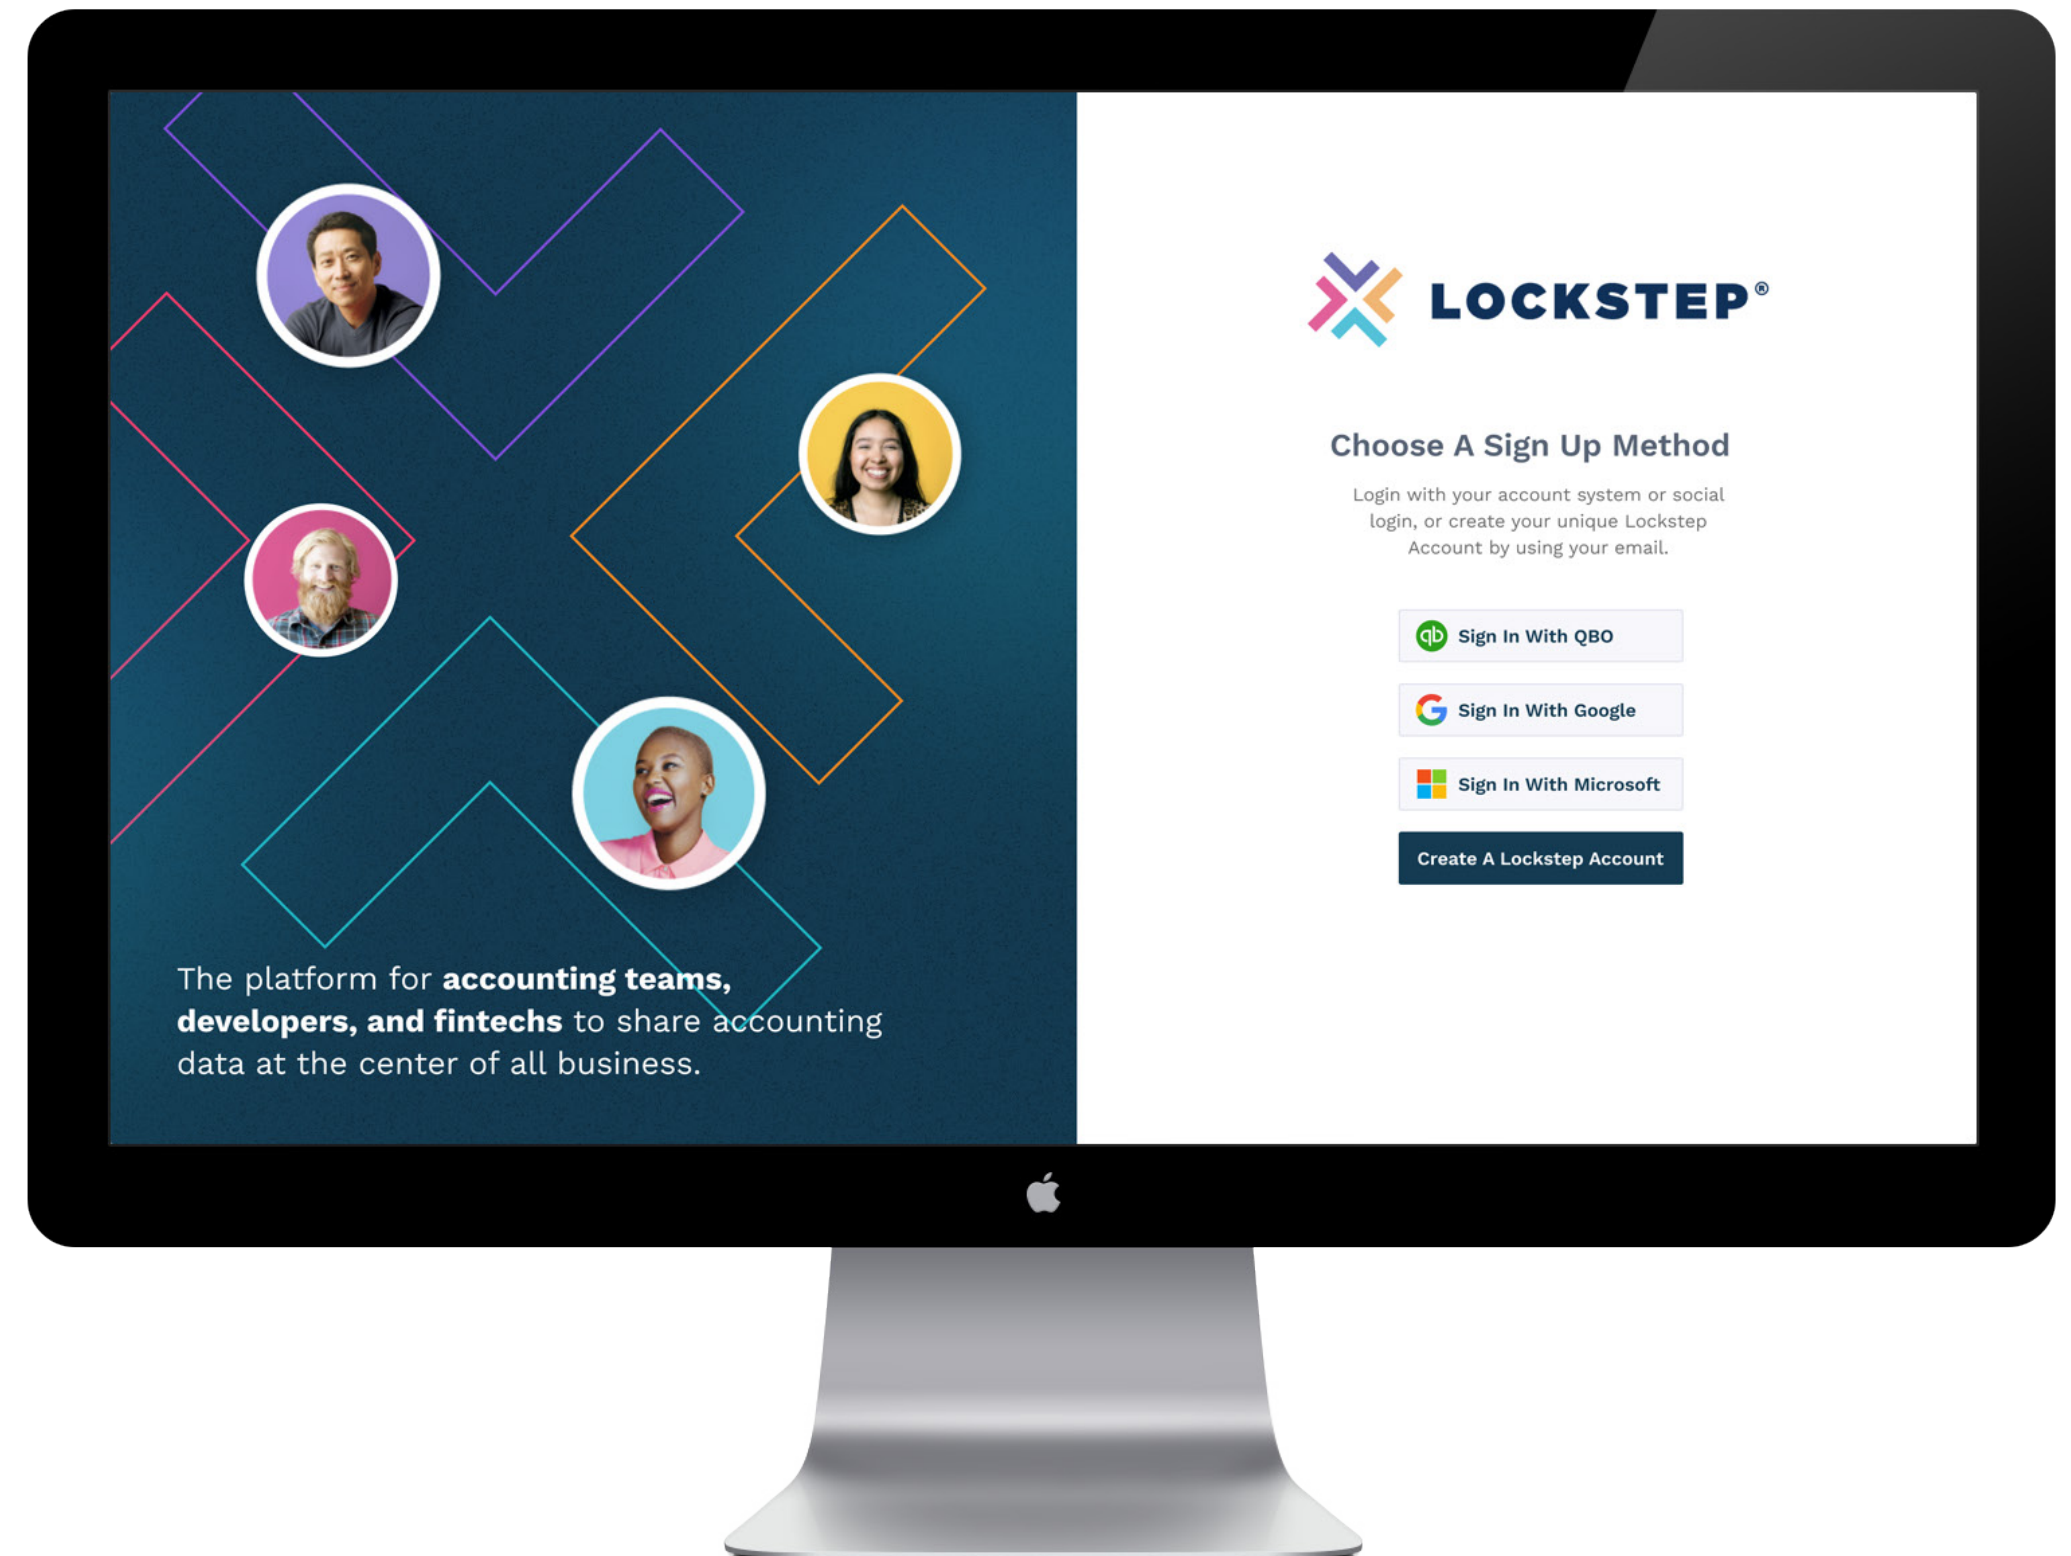 The platform for accounting teams,
developers, and fintechs to share accounting
data at the center of all business.
LOCKSTEP®
Choose A Sign Up Method
Login with your account system or social
login, or create your unique Lockstep
Account by using your email.
qb Sign In With QBO
Sign In With Google
Sign In With Microsoft
Create A Lockstep Account